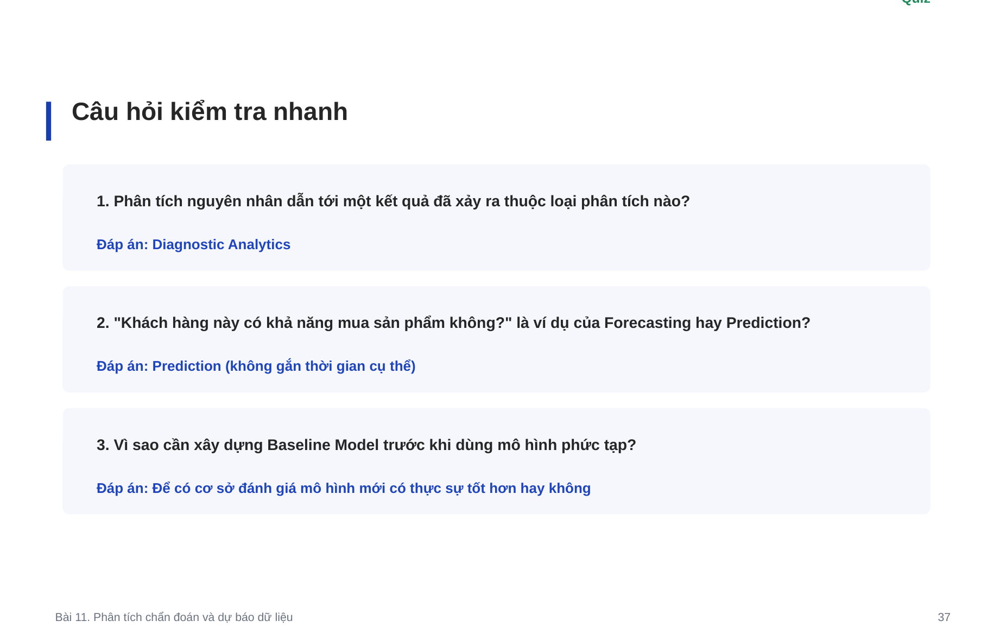 Quiz
Câu hỏi kiểm tra nhanh
1. Phân tích nguyên nhân dẫn tới một kết quả đã xảy ra thuộc loại phân tích nào?
Đáp án: Diagnostic Analytics
2. "Khách hàng này có khả năng mua sản phẩm không?" là ví dụ của Forecasting hay Prediction?
Đáp án: Prediction (không gắn thời gian cụ thể)
3. Vì sao cần xây dựng Baseline Model trước khi dùng mô hình phức tạp?
Đáp án: Để có cơ sở đánh giá mô hình mới có thực sự tốt hơn hay không
Bài 11. Phân tích chẩn đoán và dự báo dữ liệu
37